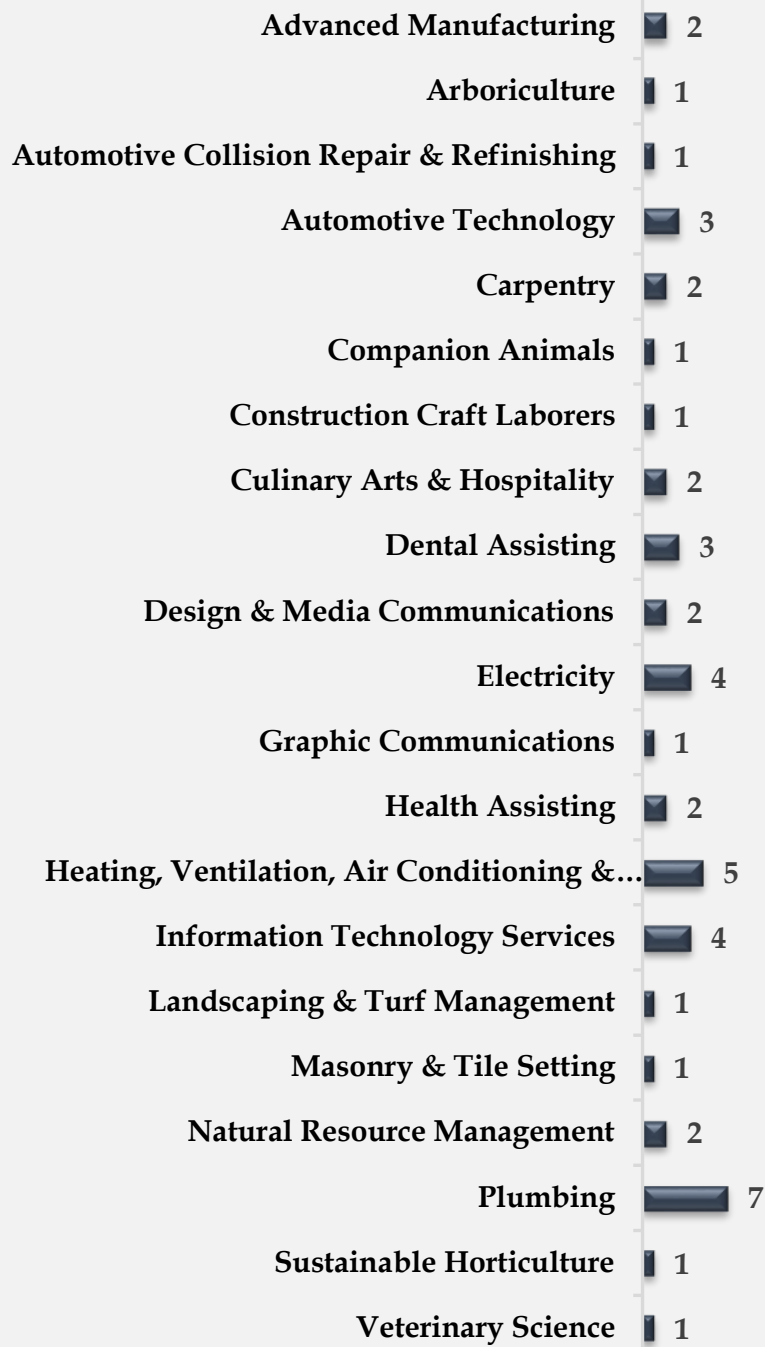 Advanced Manufacturing 2
Arboriculture 1
Automotive Collision Repair & Refinishing 1
Automotive Technology 3
Carpentry 2
Companion Animals 1
Construction Craft Laborers 1
Culinary Arts & Hospitality 2
Dental Assisting 3
Design & Media Communications 2
Electricity 4
Graphic Communications 1
Health Assisting 2
Heating, Ventilation, Air Conditioning &… 5
Information Technology Services 4
Landscaping & Turf Management 1
Masonry & Tile Setting 1
Natural Resource Management 2
Plumbing 7
Sustainable Horticulture 1
Veterinary Science 1